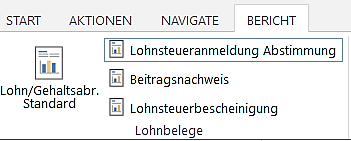 START AKTIONEN NAVIGATE BERICHT
Lohn/Gehaltsabr.
Standard
Lohnsteueranmeldung Abstimmung
Beitragsnachweis
Lohnsteuerbescheinigung
Lohnbelege